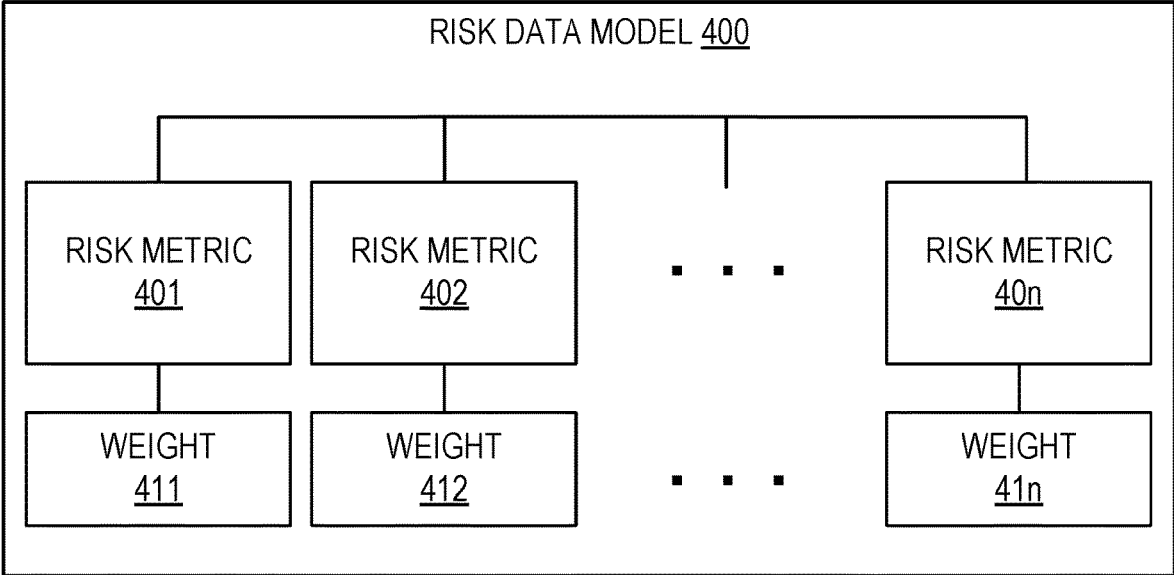 RISK DATA MODEL 400
RISK METRIC
401
RISK METRIC
402
. . .
RISK METRIC
40n
WEIGHT
411
WEIGHT
412
. . .
WEIGHT
41n